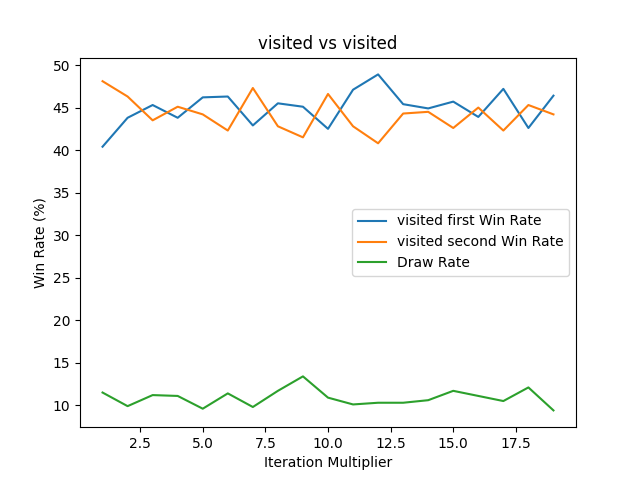 visited vs visited
50
45
40
35
30
25
20
15
10
Win Rate (%)
visited first Win Rate
visited second Win Rate
Draw Rate
2.5 5.0 7.5 10.0 12.5 15.0 17.5
Iteration Multiplier